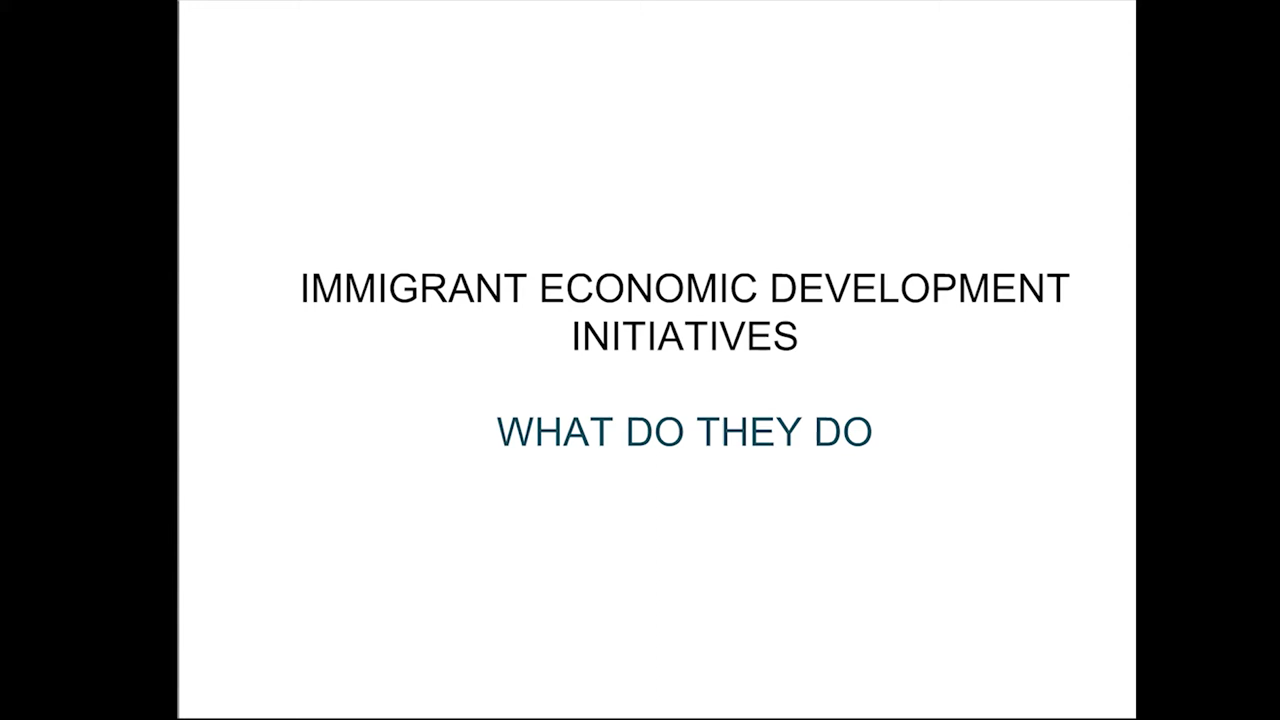 IMMIGRANT ECONOMIC DEVELOPMENT
INITIATIVES
WHAT DO THEY DO